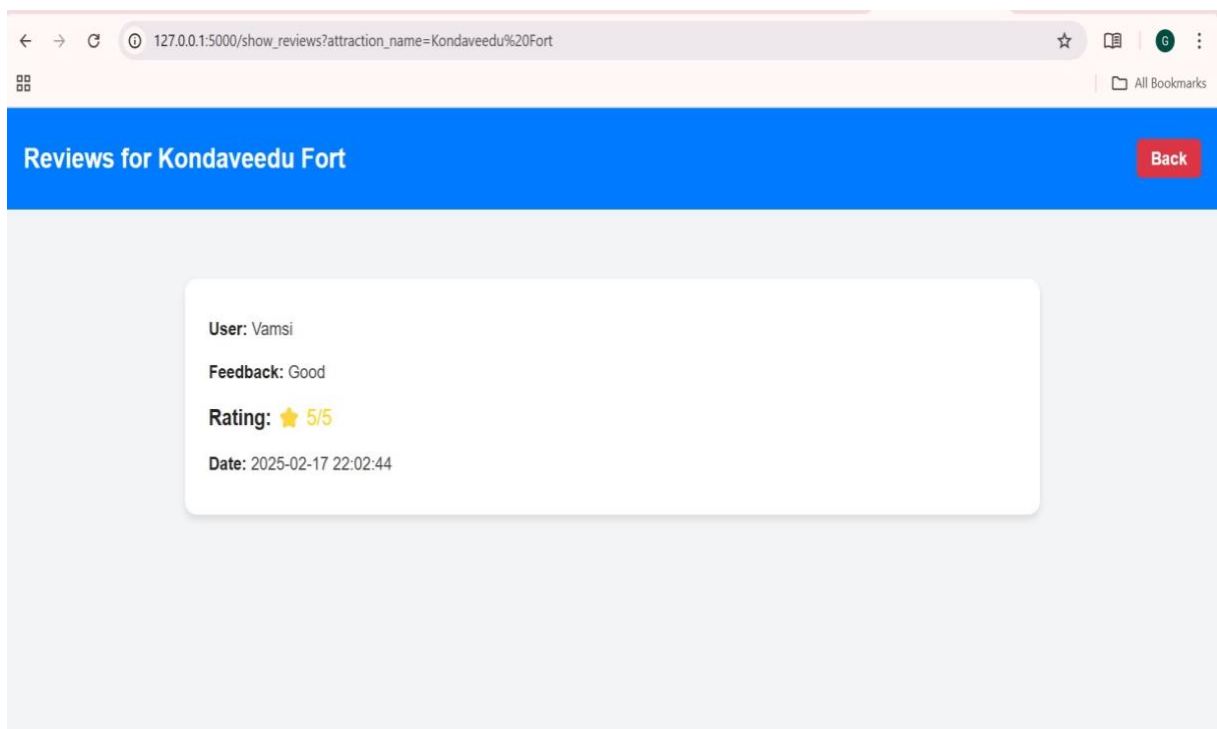 127.0.0.1:5000/show_reviews?attraction_name=Kondaveedu%20Fort
G
All Bookmarks
Reviews for Kondaveedu Fort
Back
User: Vamsi
Feedback: Good
Rating: ⭐ 5/5
Date: 2025-02-17 22:02:44